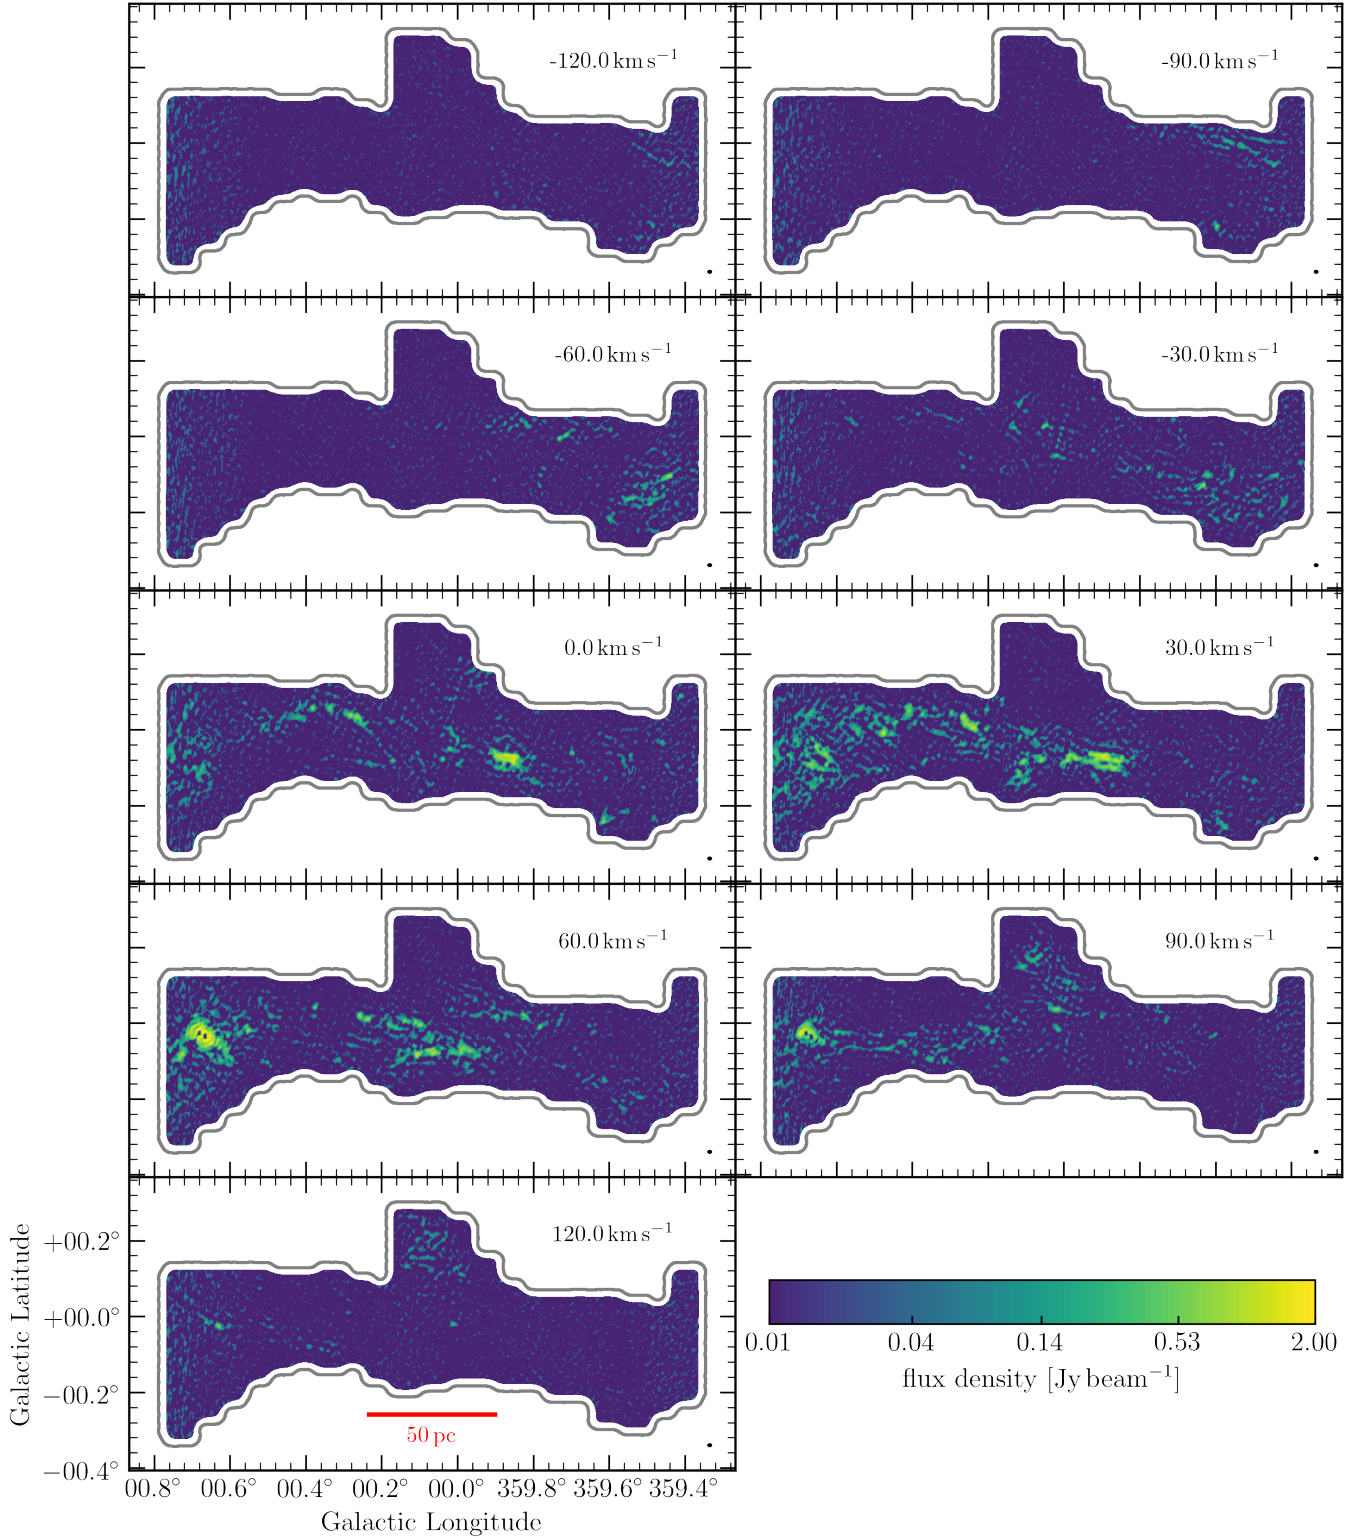 -120.0 km s⁻¹
-90.0 km s⁻¹
-60.0 km s⁻¹
-30.0 km s⁻¹
0.0 km s⁻¹
30.0 km s⁻¹
60.0 km s⁻¹
90.0 km s⁻¹
120.0 km s⁻¹
+00.2°
+00.0°
−00.2°
−00.4°
Galactic Latitude
50 pc
00.8° 00.6° 00.4° 00.2° 00.0° 359.8° 359.6° 359.4°
Galactic Longitude
0.01 0.04 0.14 0.53 2.00
flux density [Jy beam⁻¹]